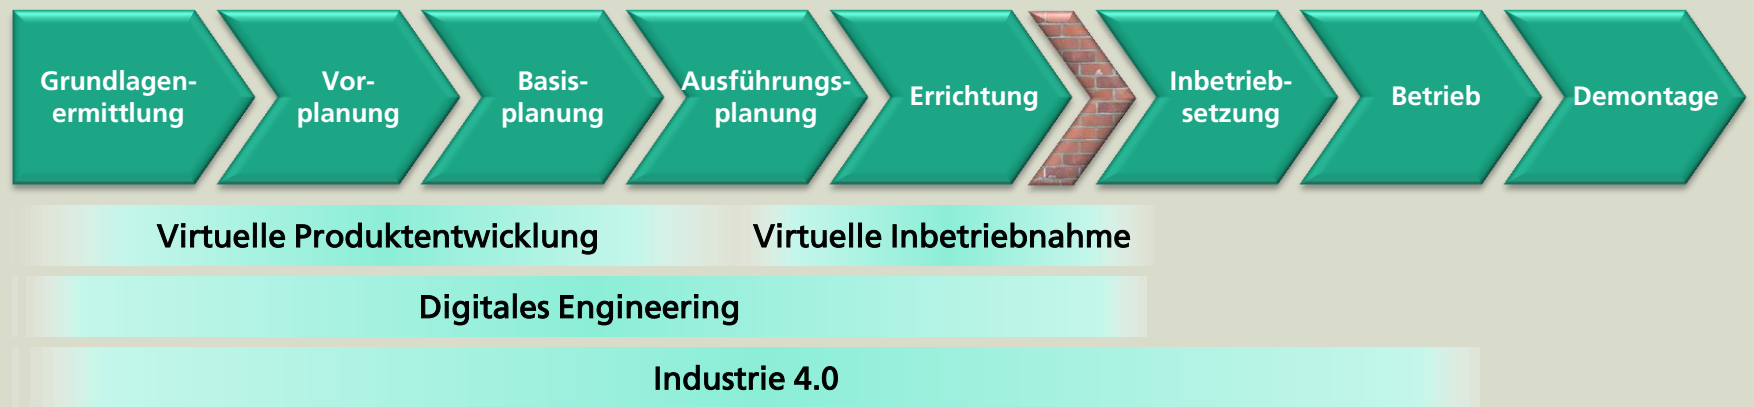 Grundlagen-
ermittlung
Vor-
planung
Basis-
planung
Ausführungs-
planung
Errichtung
Inbetrieb-
setzung
Betrieb
Demontage
Virtuelle Produktentwicklung
Virtuelle Inbetriebnahme
Digitales Engineering
Industrie 4.0